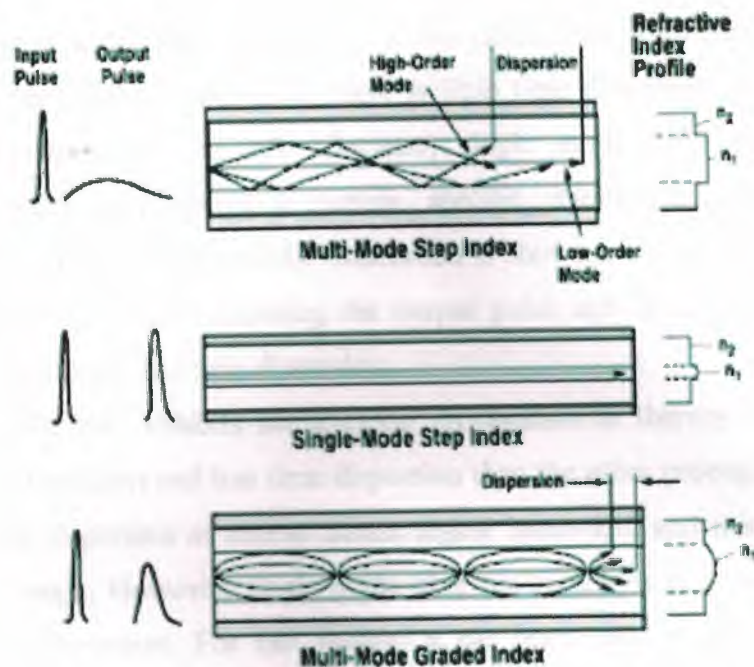 Input Pulse
Output Pulse
High-Order Mode
Dispersion
Refractive Index Profile
n2
n1
Multi-Mode Step Index
Low-Order Mode
n2
n1
Single-Mode Step Index
Dispersion
n2
n1
Multi-Mode Graded Index